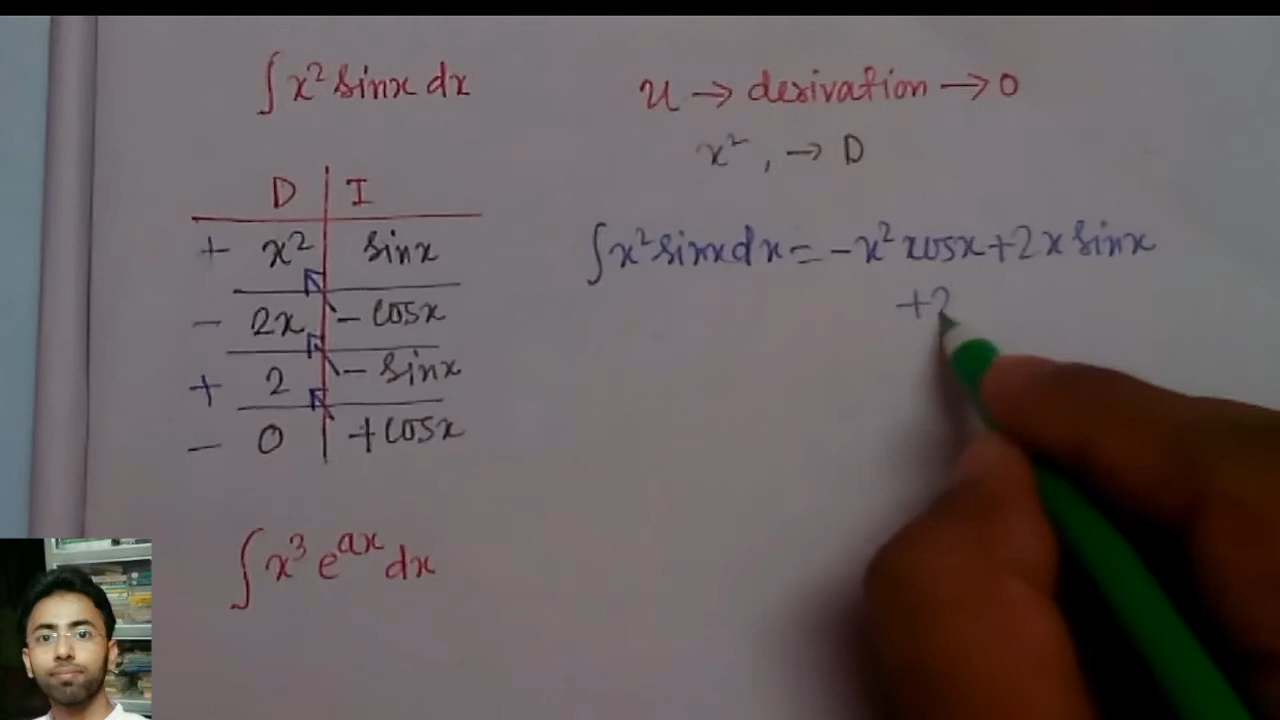 ∫x² sinx dx
u → derivation → 0
x², → D
D | I
+ x² | sinx
- 2x | - cosx
+ 2 | - sinx
- 0 | + cosx
∫x² sinx dx = -x² cosx + 2x sinx
+2
∫x³ e^{ax} dx